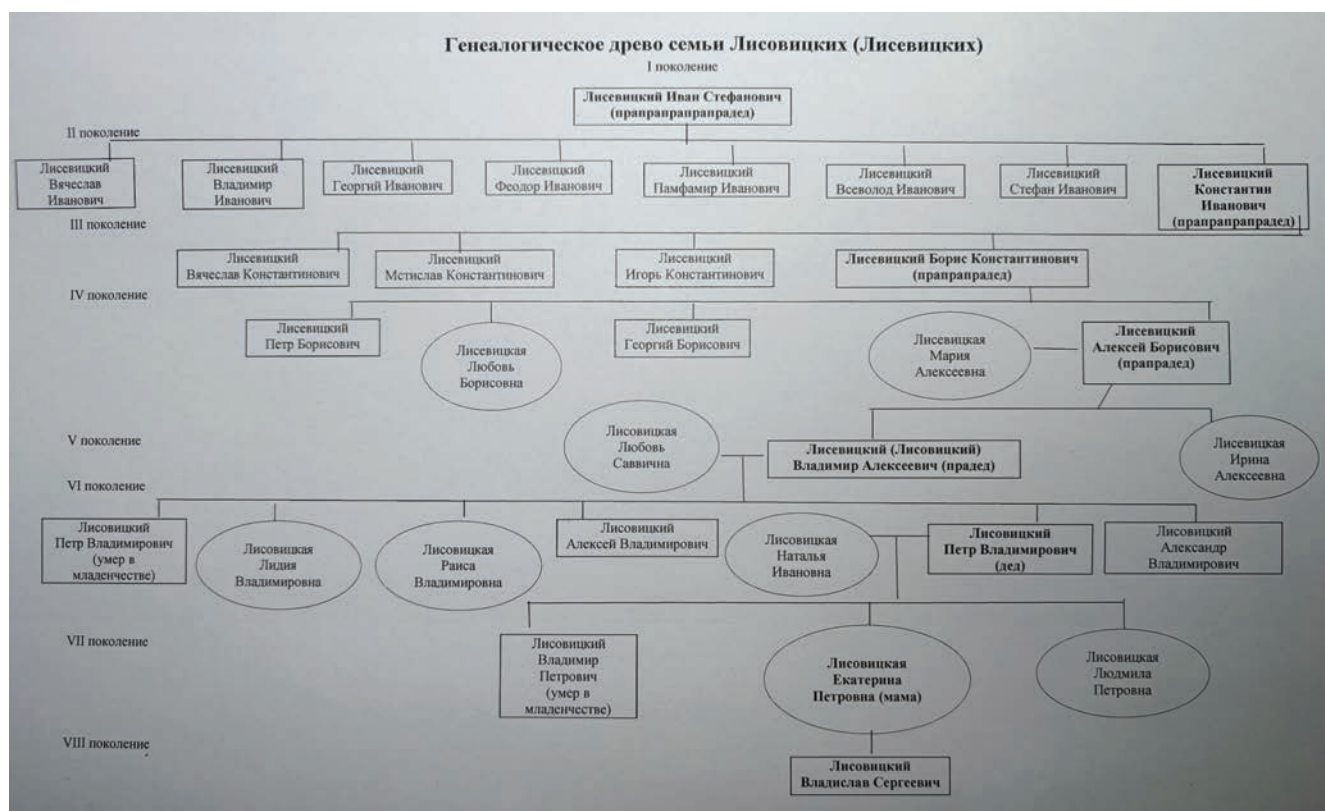 Генеалогическое древо семьи Лисовицких (Лисевицких)
I поколение
Лисевицкий Иван Стефанович
(прапрапрапрапрадед)
II поколение
Лисевицкий
Вячеслав
Иванович
Лисевицкий
Владимир
Иванович
Лисевицкий
Георгий Иванович
Лисевицкий
Феодор Иванович
Лисевицкий
Памфамир Иванович
Лисевицкий
Всеволод Иванович
Лисевицкий
Стефан Иванович
Лисевицкий
Константин
Иванович
(прапрапрапрадед)
III поколение
Лисевицкий
Вячеслав Константинович
Лисевицкий
Мстислав Константинович
Лисевицкий
Игорь Константинович
Лисевицкий Борис Константинович
(прапрапрадед)
IV поколение
Лисевицкий
Петр Борисович
Лисевицкая
Любовь
Борисовна
Лисевицкий
Георгий Борисович
Лисевицкая
Мария
Алексеевна
Лисевицкий
Алексей Борисович
(прапрадед)
V поколение
Лисовицкая
Любовь
Саввична
Лисевицкий (Лисовицкий)
Владимир Алексеевич (прадед)
Лисевицкая
Ирина
Алексеевна
VI поколение
Лисовицкий
Петр Владимирович
(умер в
младенчестве)
Лисовицкая
Лидия
Владимировна
Лисовицкая
Раиса
Владимировна
Лисовицкий
Алексей Владимирович
Лисовицкая
Наталья
Ивановна
Лисовицкий
Петр Владимирович
(дед)
Лисовицкий
Александр
Владимирович
VII поколение
Лисовицкий
Владимир
Петрович
(умер в
младенчестве)
Лисовицкая
Екатерина
Петровна (мама)
Лисовицкая
Людмила
Петровна
VIII поколение
Лисовицкий
Владислав Сергеевич